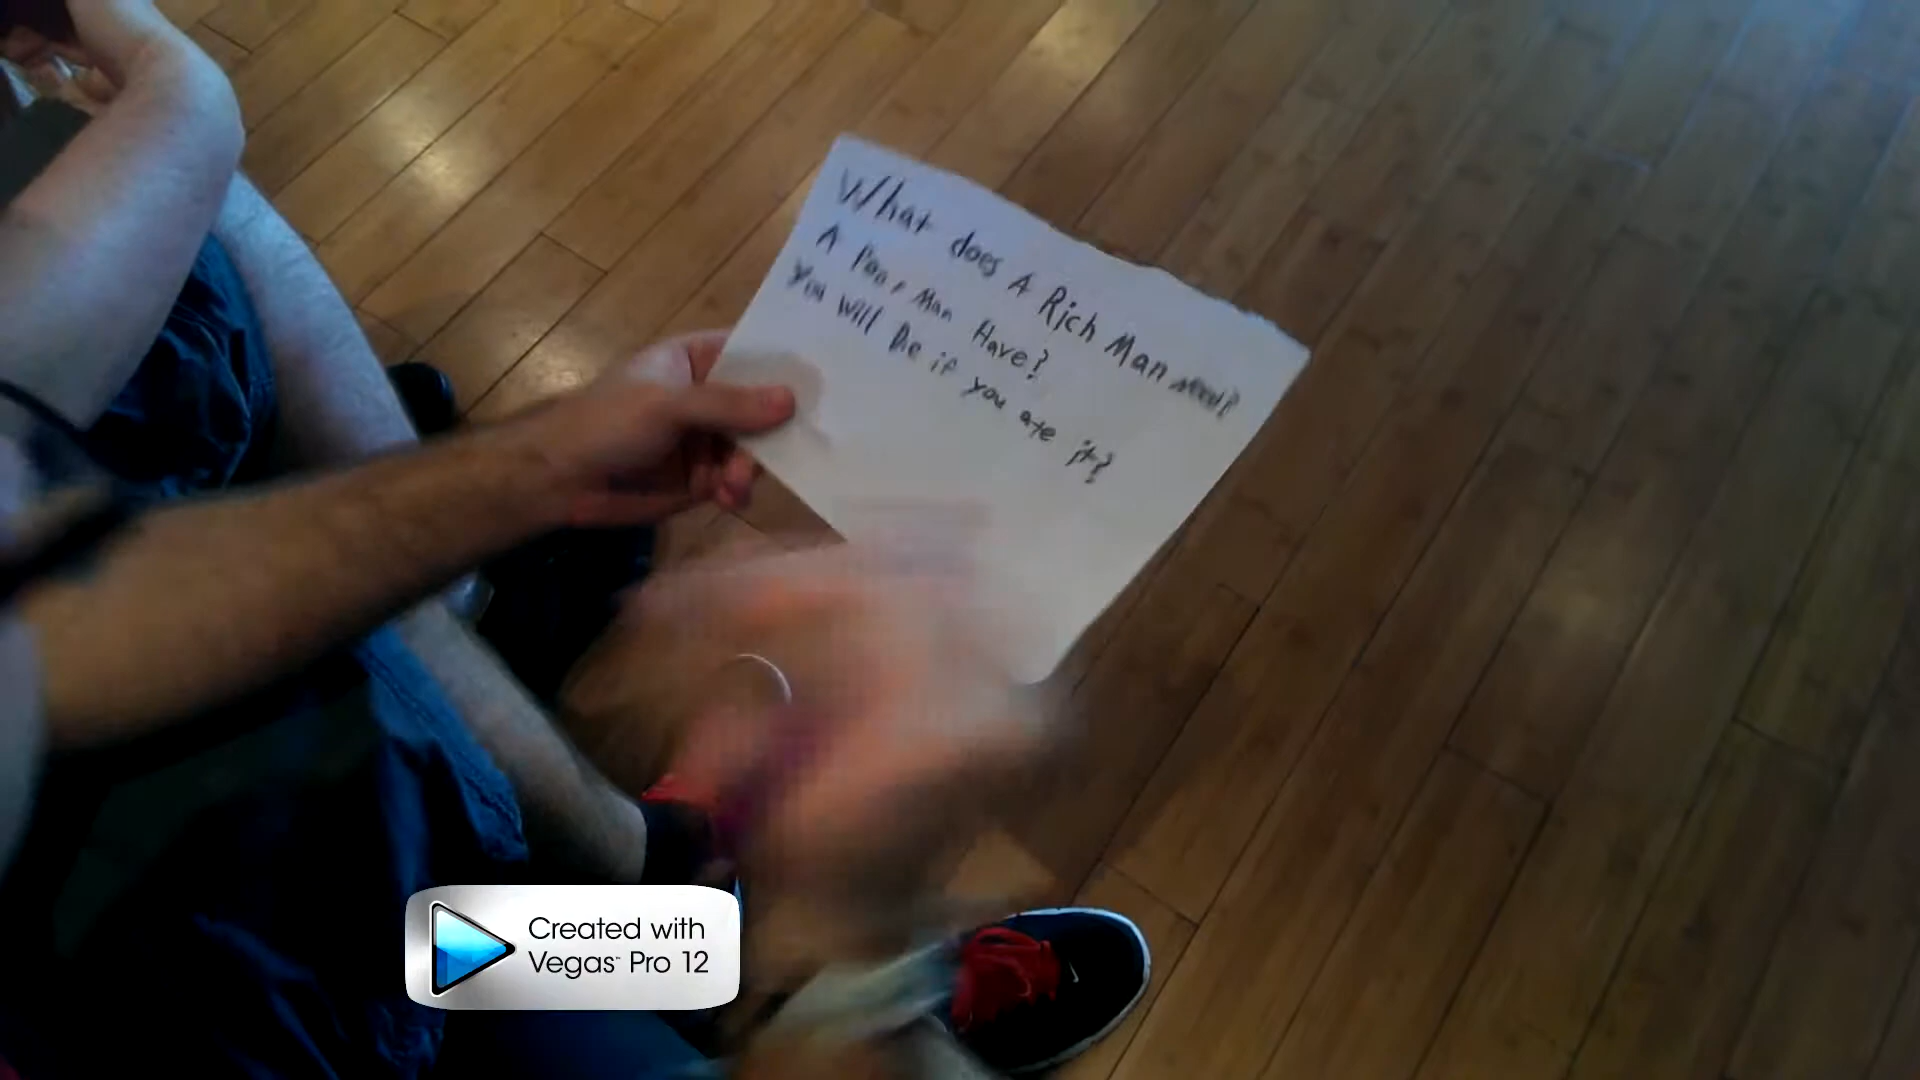 What does A Rich Man need?
A Poor Man Have?
You will Die if you ate it?
Created with
Vegas™ Pro 12